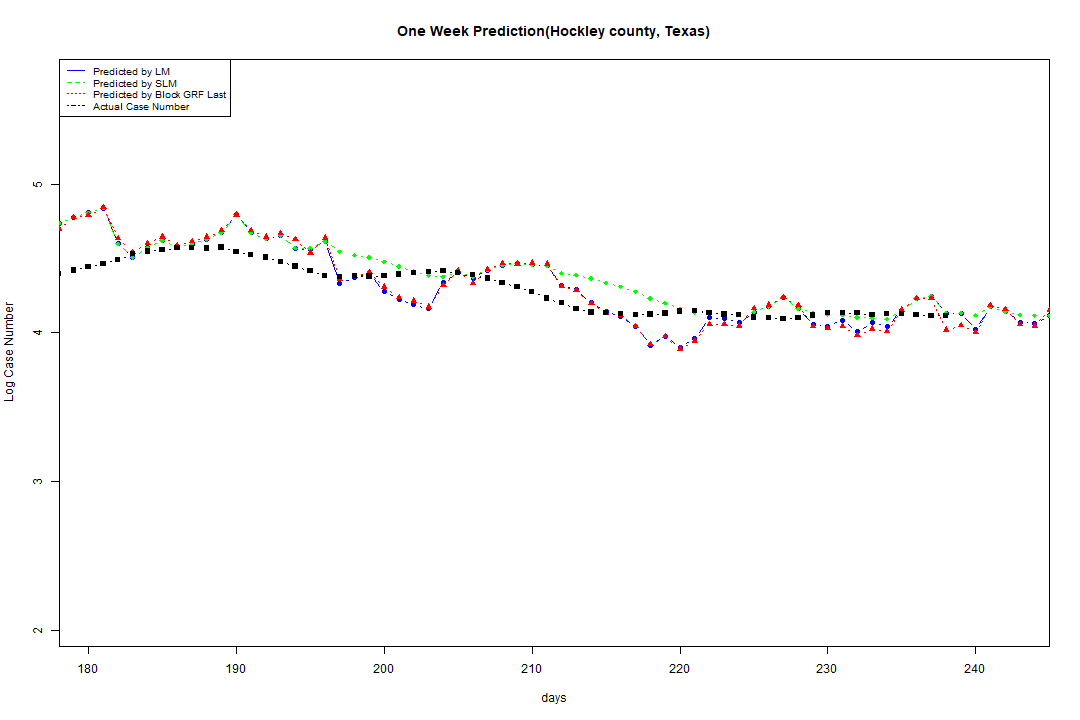 One Week Prediction(Hockley county, Texas)
Predicted by LM
Predicted by SLM
Predicted by Block GRF Last
Actual Case Number
5
4
3
2
Log Case Number
180 190 200 210 220 230 240
days